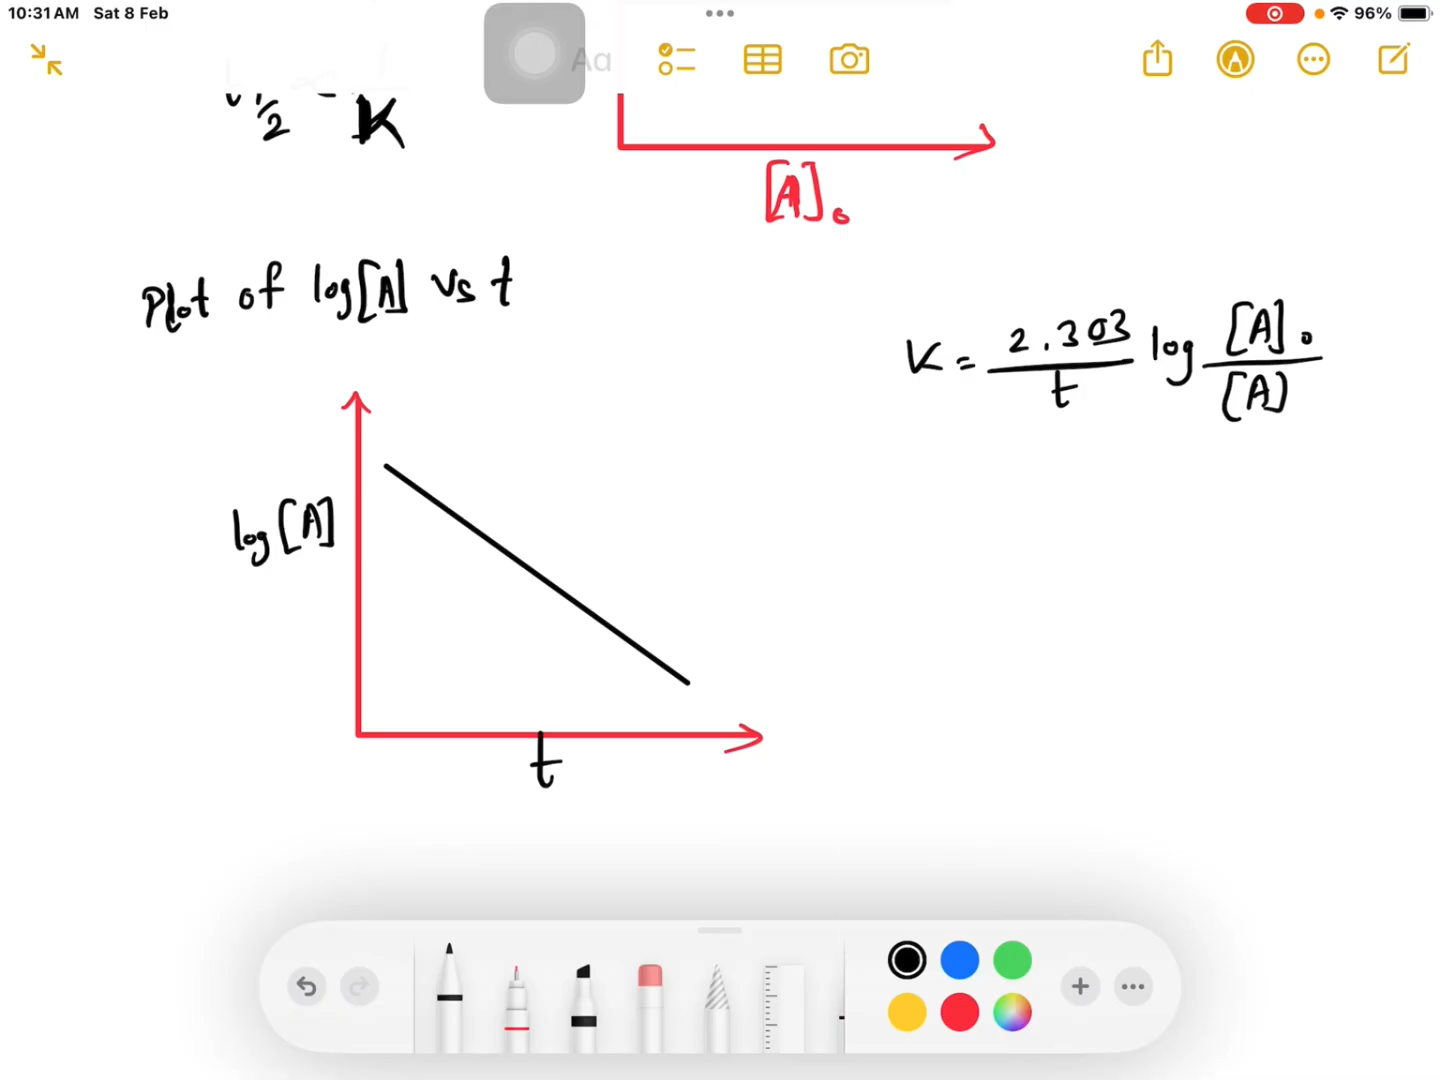 10:31 AM Sat 8 Feb
96%
Aa
1/2
K
[A]₀
Plot of log[A] vs t
K = 2.303/t log [A]₀/[A]
log [A]
t